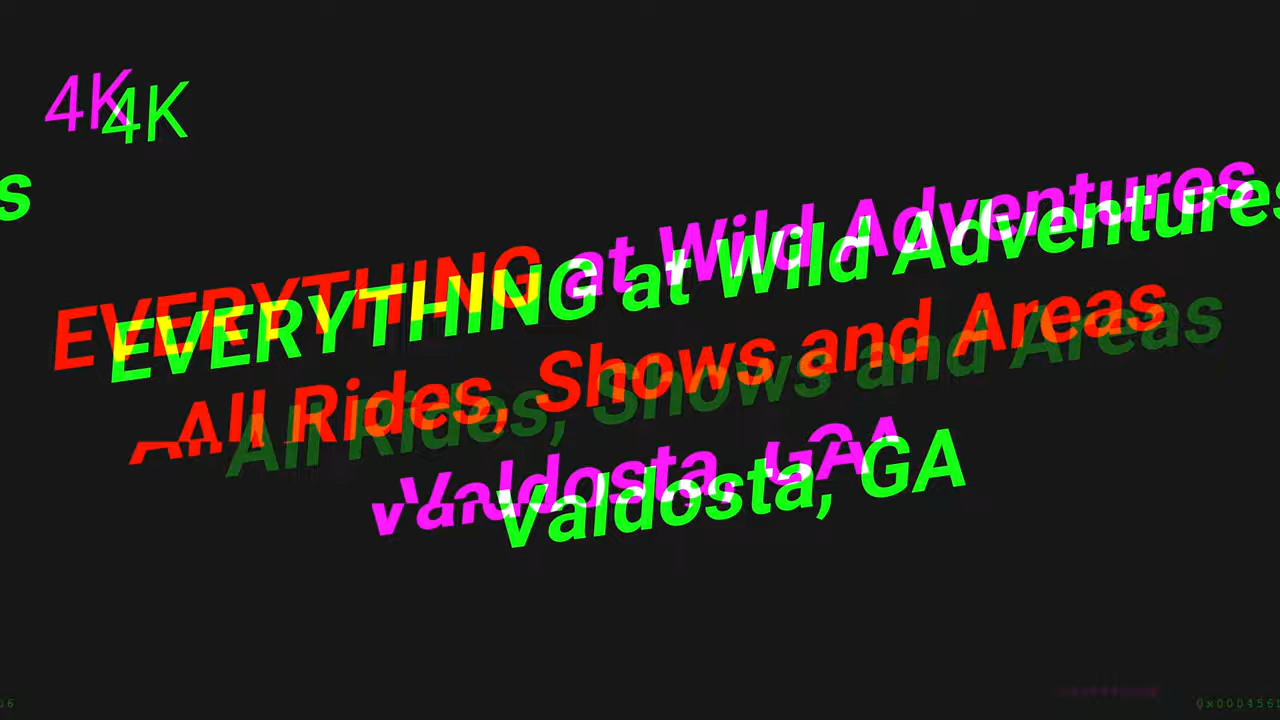 4K
EVERYTHING at Wild Adventures
All Rides, Shows and Areas
Valdosta, GA